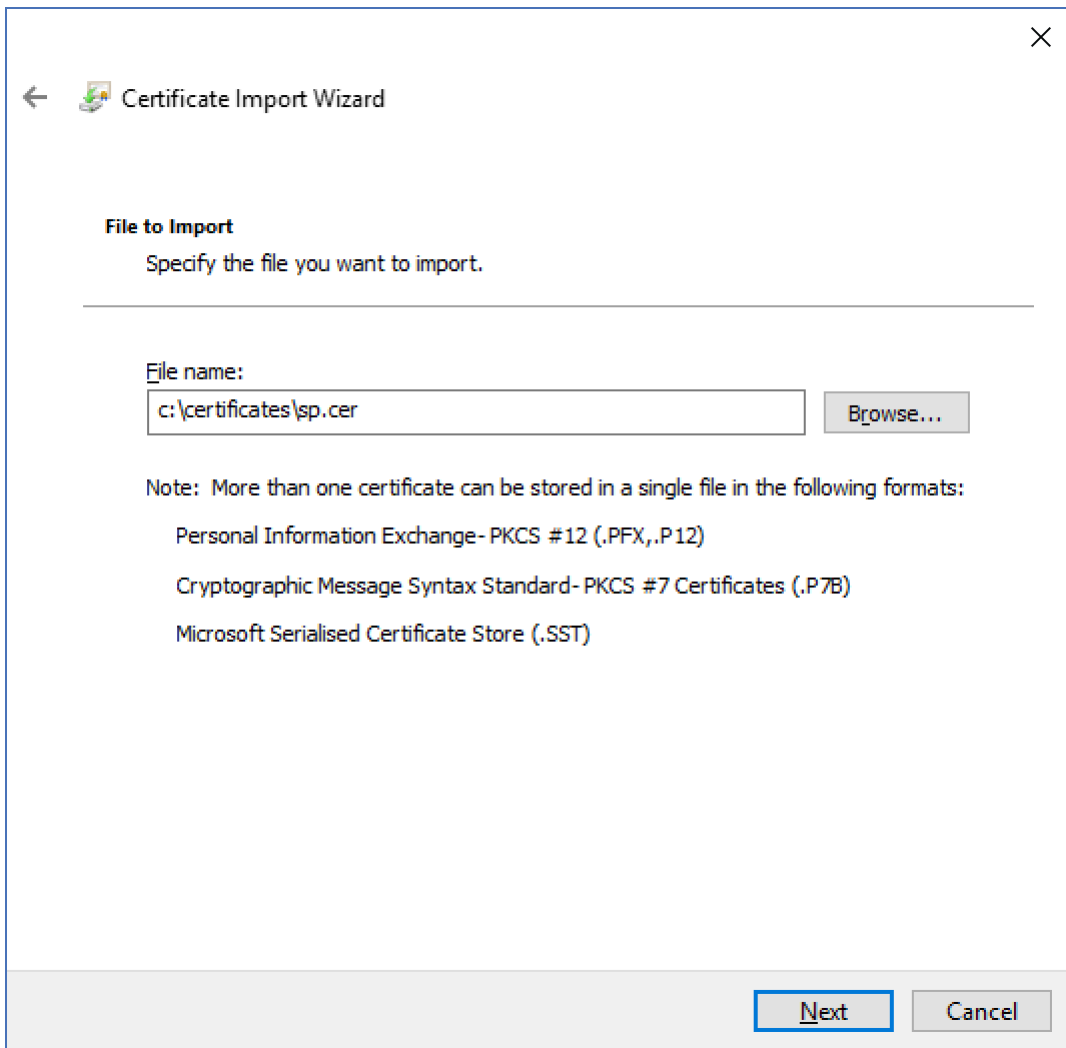 Certificate Import Wizard
File to Import
Specify the file you want to import.
File name:
c:\certificates\sp.cer
Browse...
Note: More than one certificate can be stored in a single file in the following formats:
Personal Information Exchange- PKCS #12 (.PFX,.P12)
Cryptographic Message Syntax Standard- PKCS #7 Certificates (.P7B)
Microsoft Serialised Certificate Store (.SST)
Next
Cancel